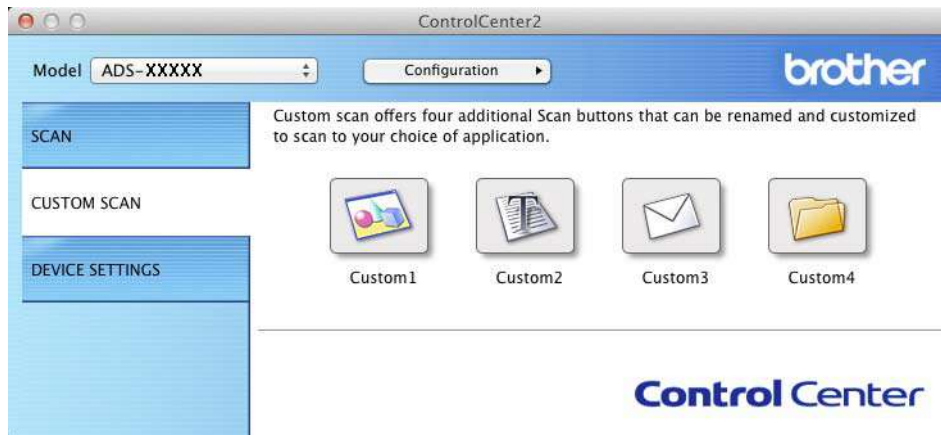 ControlCenter2
Model ADS-XXXXX Configuration brother
SCAN
CUSTOM SCAN
DEVICE SETTINGS
Custom scan offers four additional Scan buttons that can be renamed and customized
to scan to your choice of application.
Custom1 Custom2 Custom3 Custom4
Control Center